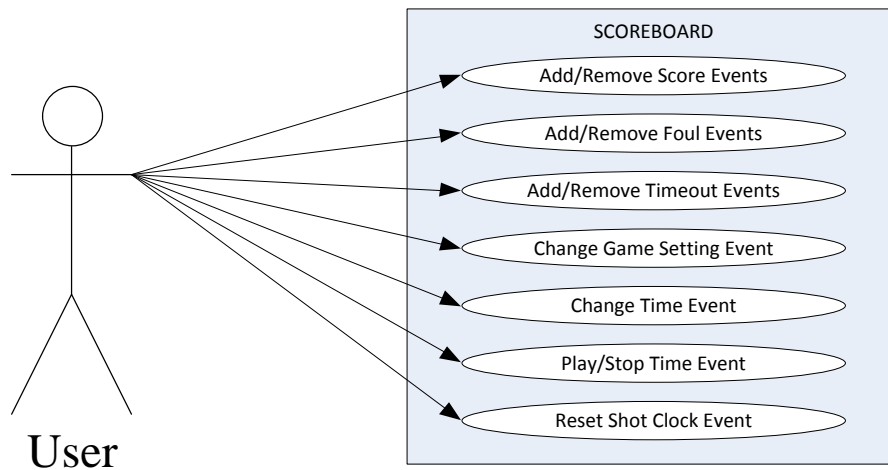 SCOREBOARD
Add/Remove Score Events
Add/Remove Foul Events
Add/Remove Timeout Events
Change Game Setting Event
Change Time Event
Play/Stop Time Event
Reset Shot Clock Event
User